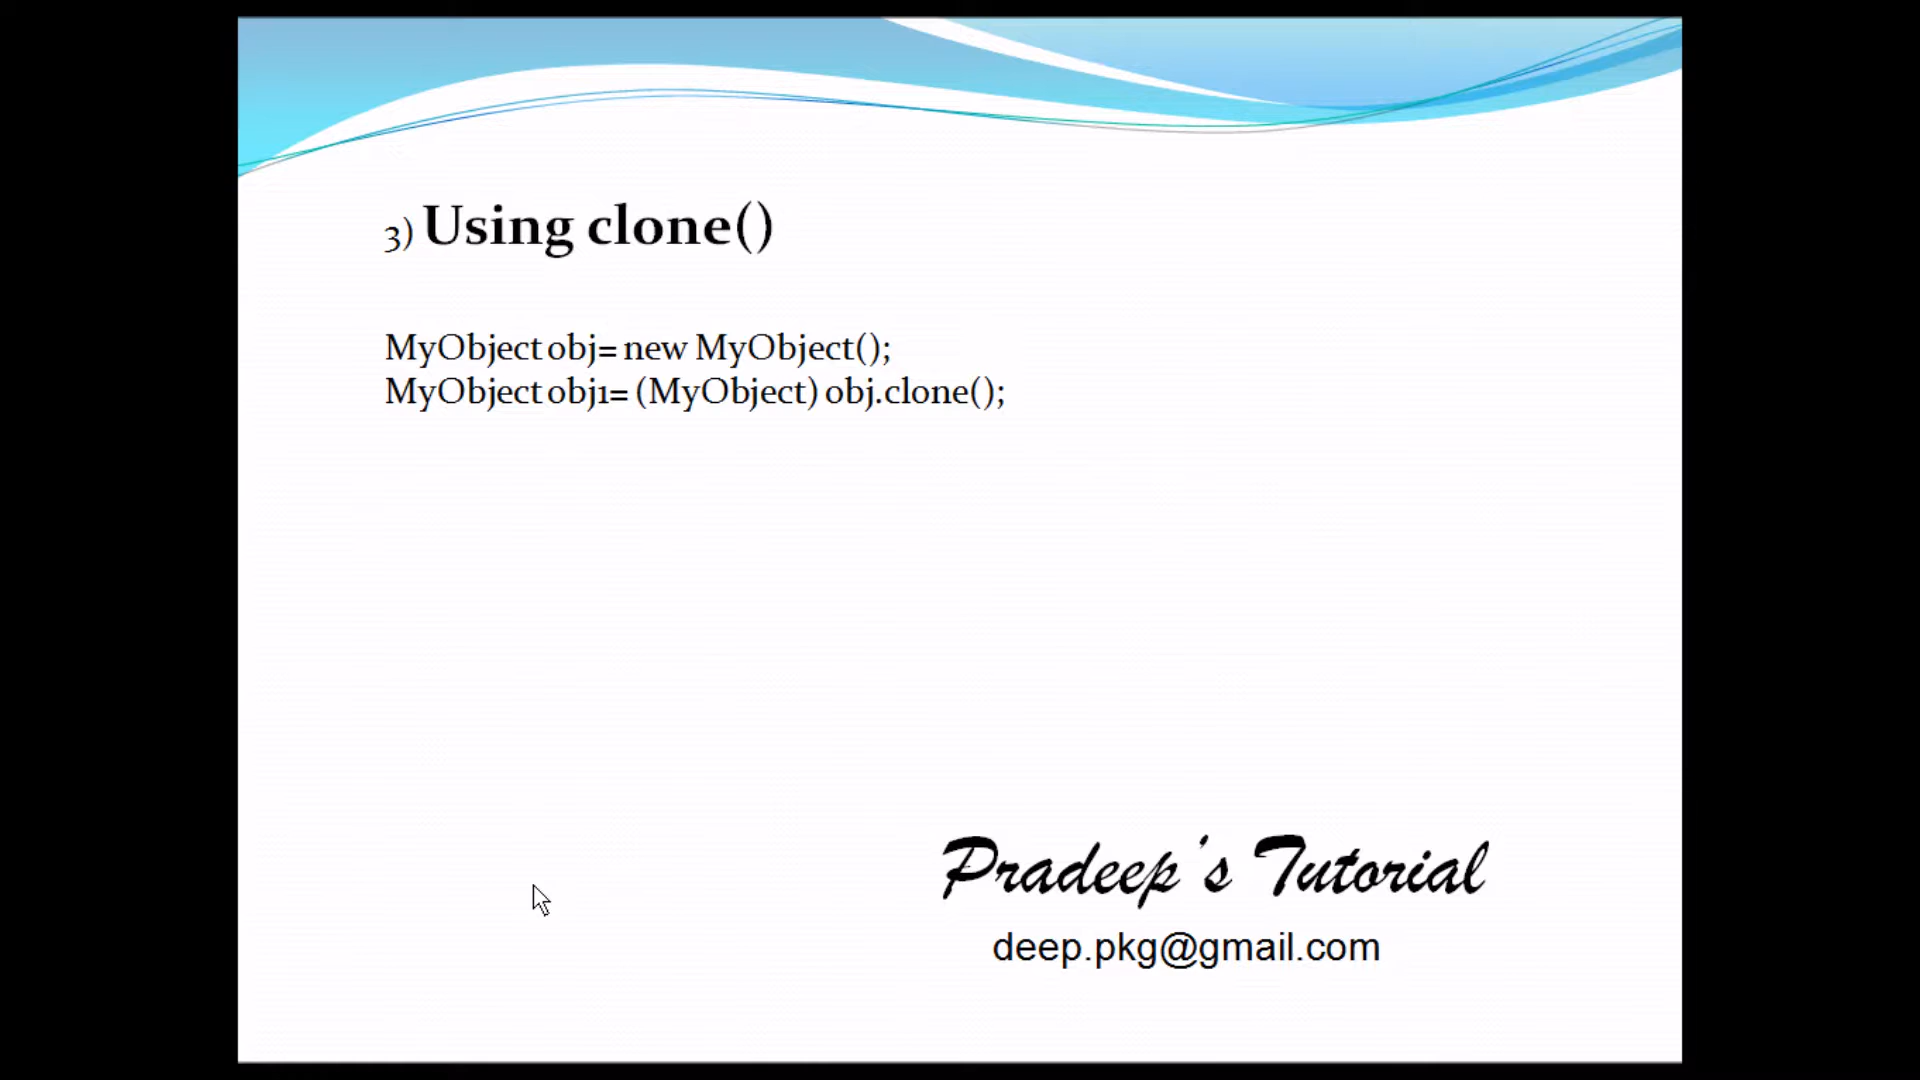 3) Using clone()
MyObject obj= new MyObject();
MyObject obj1= (MyObject) obj.clone();
Pradeep's Tutorial
deep.pkg@gmail.com